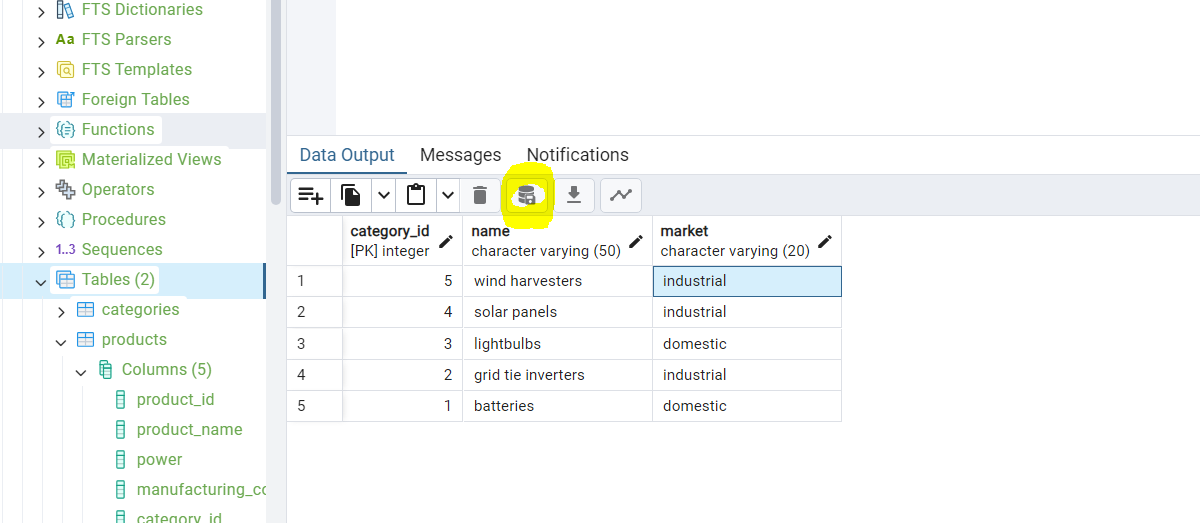 FTS Dictionaries
Aa FTS Parsers
FTS Templates
Foreign Tables
Functions
Materialized Views
Operators
Procedures
1..3 Sequences
Tables (2)
categories
products
Columns (5)
product_id
product_name
power
manufacturing_co
category_id
Data Output Messages Notifications
category_id name market
[PK] integer character varying (50) character varying (20)
1 5 wind harvesters industrial
2 4 solar panels industrial
3 3 lightbulbs domestic
4 2 grid tie inverters industrial
5 1 batteries domestic